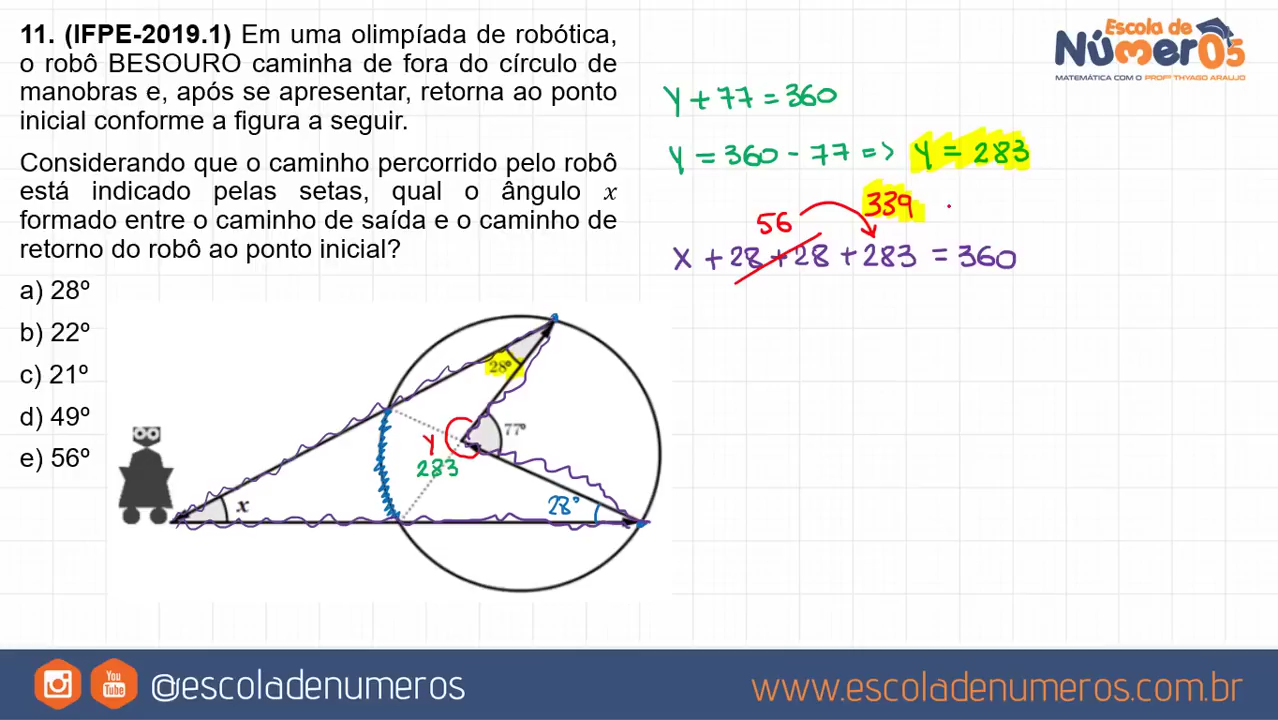 11. (IFPE-2019.1) Em uma olimpíada de robótica,
o robô BESOURO caminha de fora do círculo de
manobras e, após se apresentar, retorna ao ponto
inicial conforme a figura a seguir.
Considerando que o caminho percorrido pelo robô
está indicado pelas setas, qual o ângulo x
formado entre o caminho de saída e o caminho de
retorno do robô ao ponto inicial?
a) 28º
b) 22º
c) 21º
d) 49º
e) 56º
28º
77º
y
283
28°
x
Escola de
NúmerOs
MATEMÁTICA COM O PROFº THYAGO ARAUJO
y + 77 = 360
y = 360 - 77 => y = 283
56 339
x + 28 + 28 + 283 = 360
You
Tube
@escoladenumeros
www.escoladenumeros.com.br